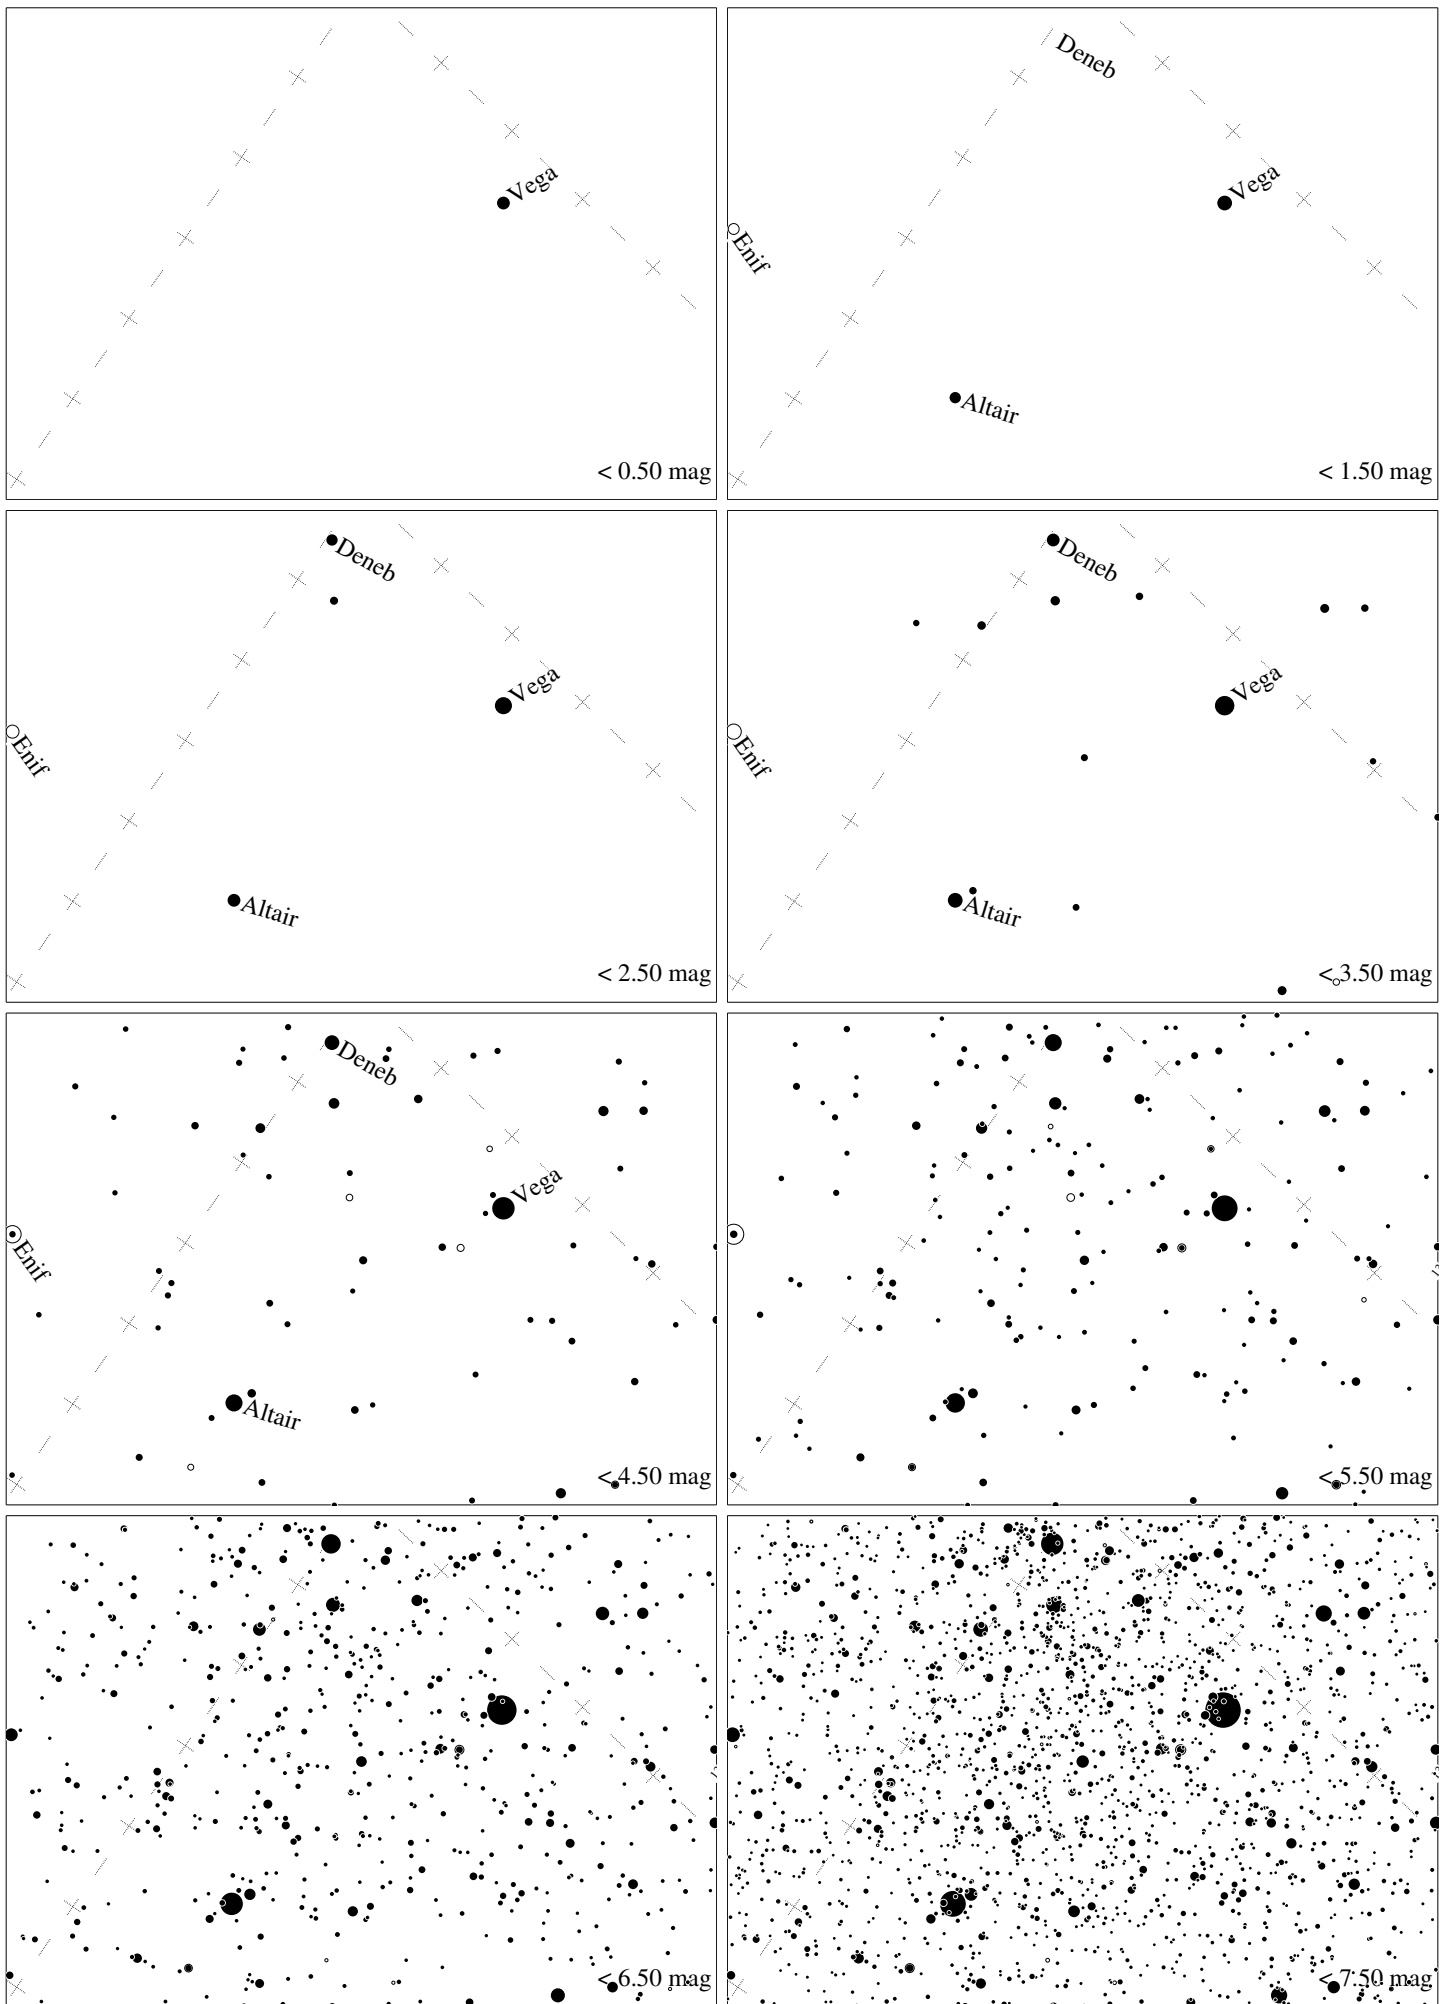 Vega
< 0.50 mag
Deneb
Vega
Enif
Altair
< 1.50 mag
Deneb
Vega
Enif
Altair
< 2.50 mag
Deneb
Vega
Enif
Altair
< 3.50 mag
Deneb
Vega
Enif
Altair
< 4.50 mag
< 5.50 mag
< 6.50 mag
< 7.50 mag